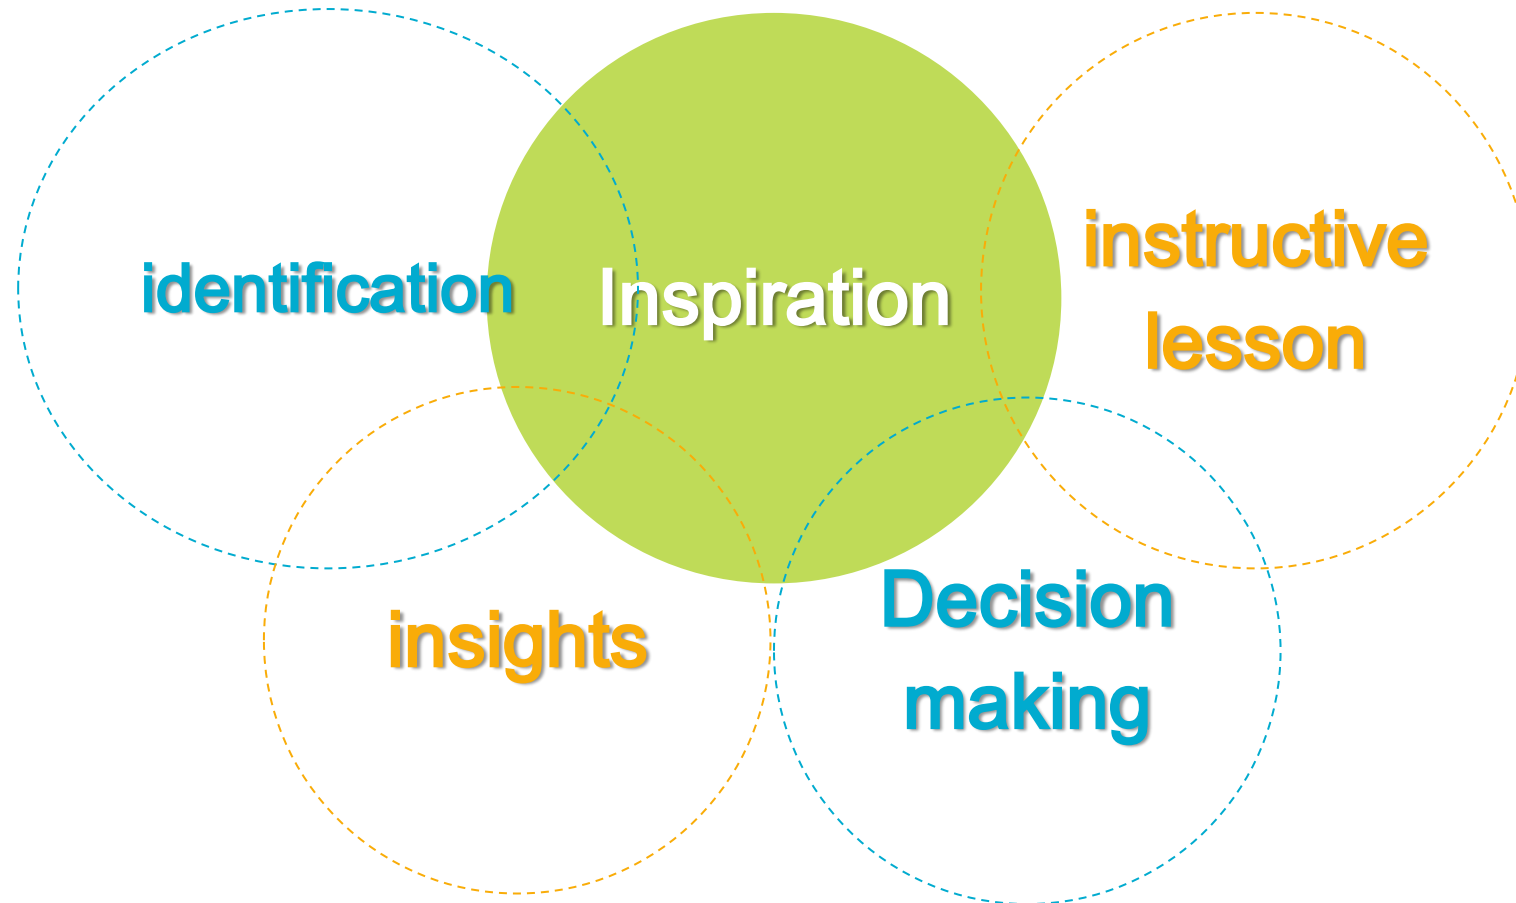 identification
Inspiration
instructive
lesson
insights
Decision
making